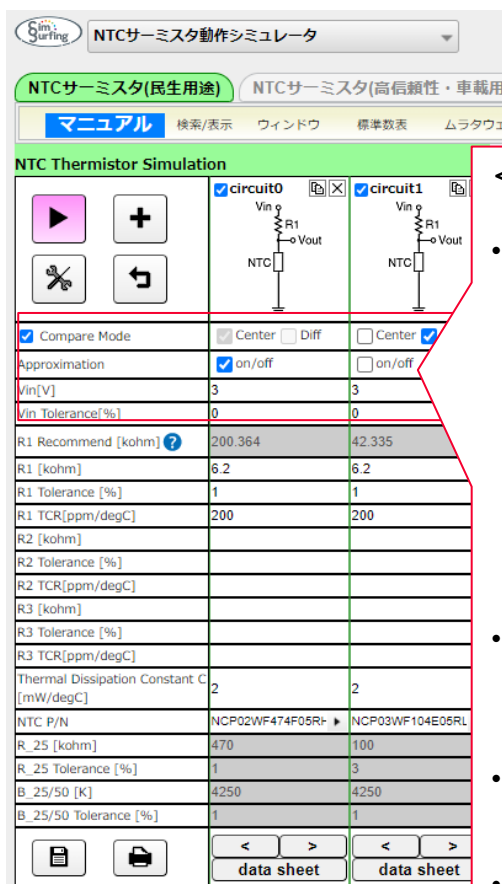 Sim
Surfing
NTCサーミスタ動作シミュレータ
NTCサーミスタ(民生用途)
NTCサーミスタ(高信頼性・車載用
マニュアル 検索/表示 ウィンドウ 標準数表 ムラタウェ
NTC Thermistor Simulation
circuit0 circuit1
Vin Vin
R1 R1
Vout Vout
NTC NTC
Compare Mode Center Diff Center
Approximation on/off on/off
Vin[V] 3 3
Vin Tolerance[%] 0 0
R1 Recommend [kohm] ? 200.364 42.335
R1 [kohm] 6.2 6.2
R1 Tolerance [%] 1 1
R1 TCR[ppm/degC] 200 200
R2 [kohm]
R2 Tolerance [%]
R2 TCR[ppm/degC]
R3 [kohm]
R3 Tolerance [%]
R3 TCR[ppm/degC]
Thermal Dissipation Constant C
[mW/degC] 2 2
NTC P/N NCP02WF474F05RH NCP03WF104E05RL
R_25 [kohm] 470 100
R_25 Tolerance [%] 1 3
B_25/50 [K] 4250 4250
B_25/50 Tolerance [%] 1 1
< > < >
data sheet data sheet